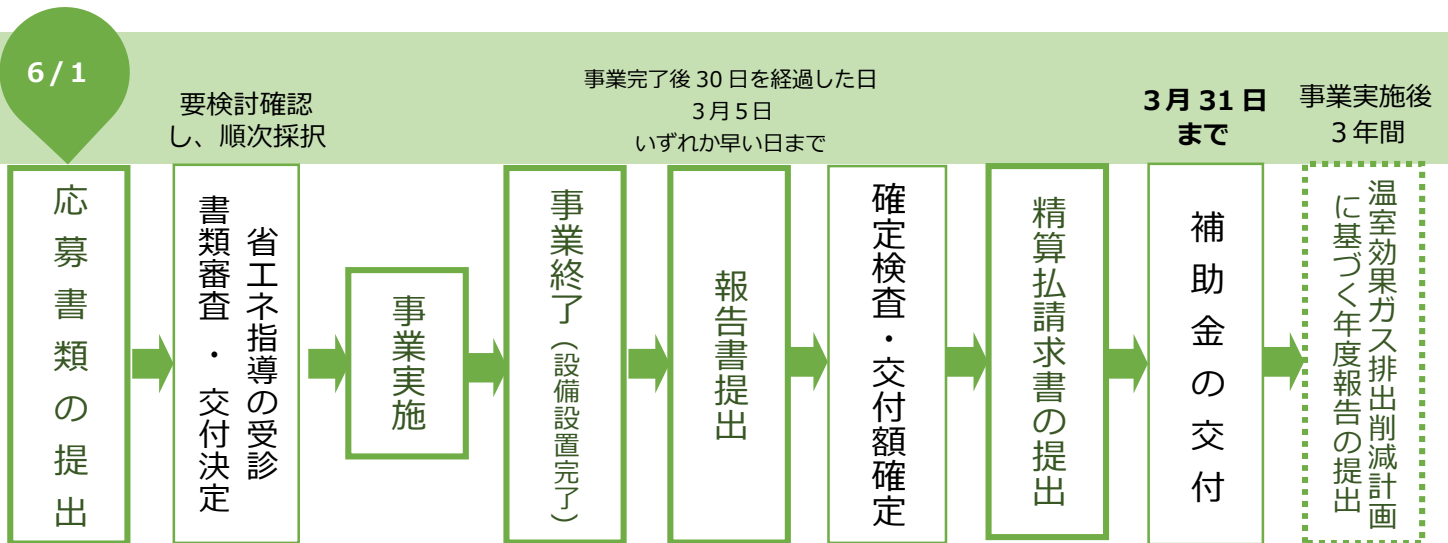 6/1
要検討確認
し、順次採択
事業完了後 30 日を経過した日
3月5日
いずれか早い日まで
3月 31 日
まで
事業実施後
3年間
応募書類の提出
省エネ指導の受診
書類審査・交付決定
事業実施
事業終了（設備設置完了）
報告書提出
確定検査・交付額確定
精算払請求書の提出
補助金の交付
温室効果ガス排出削減計画
に基づく年度報告の提出